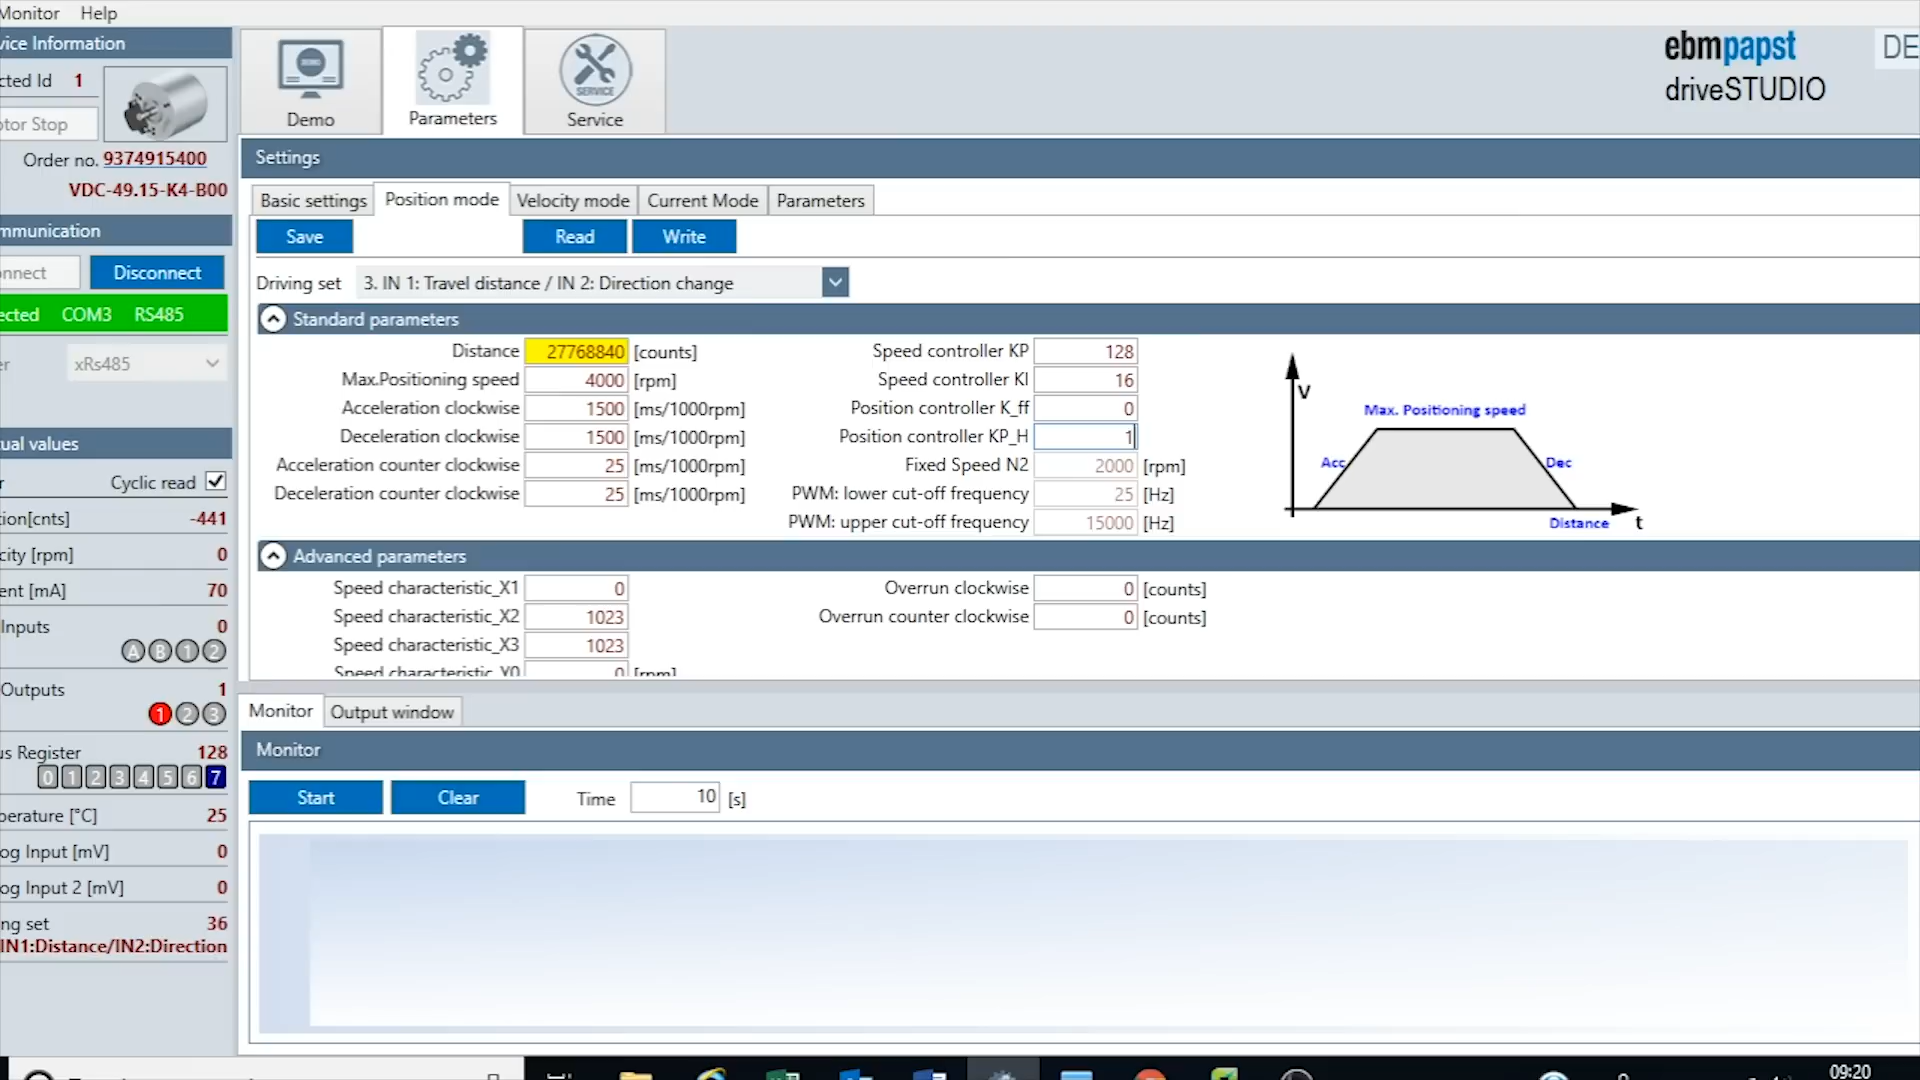 Monitor Help
vice Information
cted Id 1
otor Stop
Order no. 9374915400
VDC-49.15-K4-B00
mmunication
nnect Disconnect
ected COM3 RS485
er xRs485
tual values
r Cyclic read
tion[cnts] -441
city [rpm] 0
ent [mA] 70
Inputs 0
A B 1 2
Outputs 1
1 2 3
us Register 128
0 1 2 3 4 5 6 7
perature [°C] 25
og Input [mV] 0
og Input 2 [mV] 0
ng set 36
IN1:Distance/IN2:Direction
DEMO
SERVICE
Demo Parameters Service
ebmpapst
driveSTUDIO
DE
Settings
Basic settings Position mode Velocity mode Current Mode Parameters
Save Read Write
Driving set 3. IN 1: Travel distance / IN 2: Direction change
Standard parameters
Distance 27768840 [counts]
Max.Positioning speed 4000 [rpm]
Acceleration clockwise 1500 [ms/1000rpm]
Deceleration clockwise 1500 [ms/1000rpm]
Acceleration counter clockwise 25 [ms/1000rpm]
Deceleration counter clockwise 25 [ms/1000rpm]
Speed controller KP 128
Speed controller KI 16
Position controller K_ff 0
Position controller KP_H 1
Fixed Speed N2 2000 [rpm]
PWM: lower cut-off frequency 25 [Hz]
PWM: upper cut-off frequency 15000 [Hz]
V
Max. Positioning speed
Acc Dec
Distance t
Advanced parameters
Speed characteristic_X1 0
Speed characteristic_X2 1023
Speed characteristic_X3 1023
Speed characteristic_Y0 0 [rpm]
Overrun clockwise 0 [counts]
Overrun counter clockwise 0 [counts]
Monitor Output window
Monitor
Start Clear Time 10 [s]
09:20